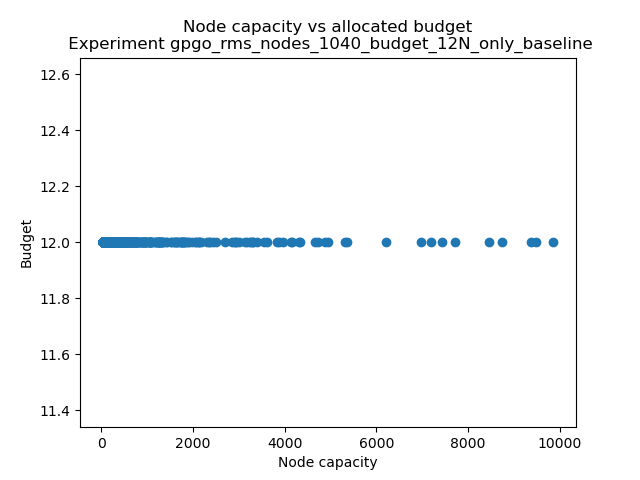 Node capacity vs allocated budget
Experiment gpgo_rms_nodes_1040_budget_12N_only_baseline
12.6
12.4
12.2
12.0
11.8
11.6
11.4
Budget
0 2000 4000 6000 8000 10000
Node capacity